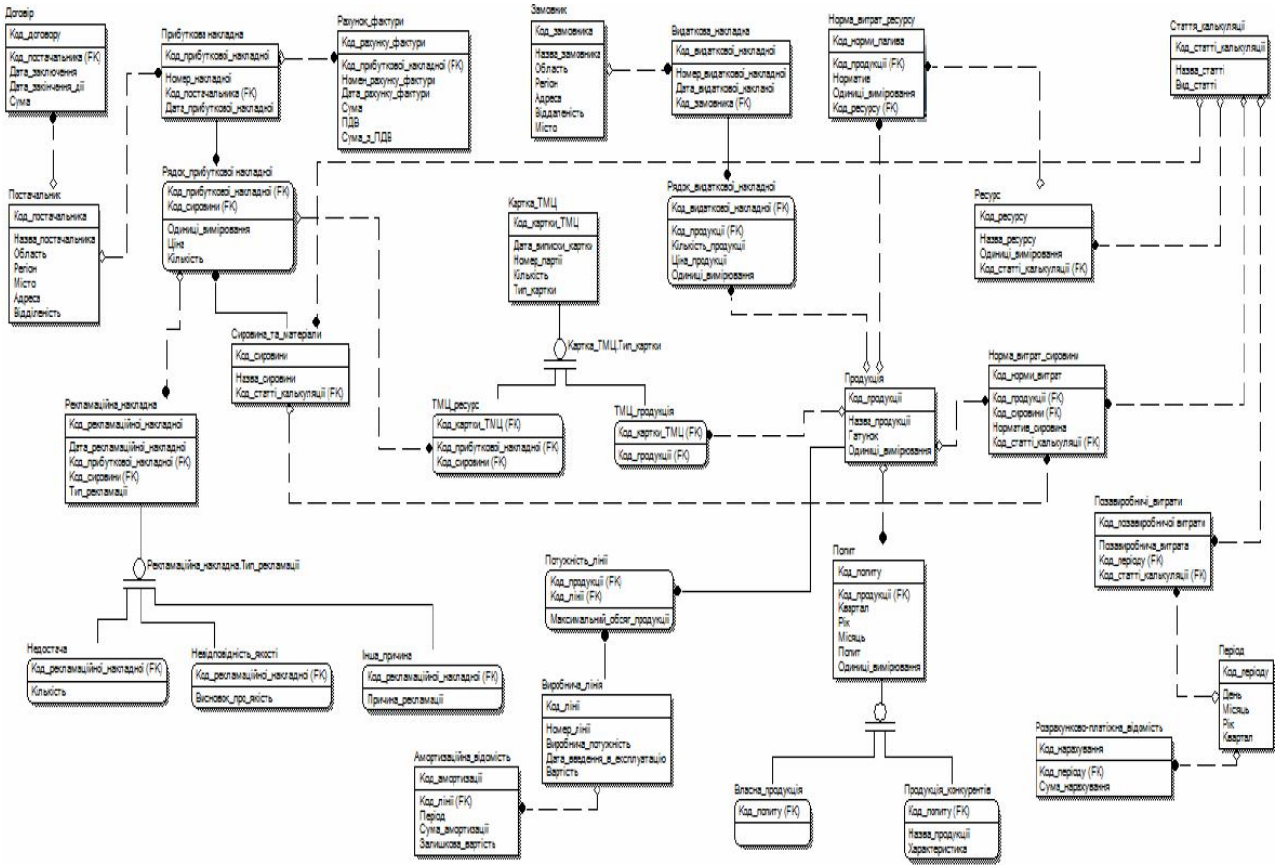 Договір
Код_договору
Код_постачальника (FK)
Дата_заключення
Дата_закінчення_дії
Сума
Прибуткова накладна
Код_прибуткової_накладної
Номер_накладної
Код_постачальника (FK)
Дата_прибуткової_накладної
Рахунок_фактури
Код_рахунку_фактури
Код_прибуткової_накладної (FK)
Номен_рахунку_фактури
Дата_рахунку_фактури
Сума
ПДВ
Сума_з_ПДВ
Замовник
Код_замовника
Назва_замовника
Область
Регіон
Адреса
Віддаленість
Місто
Видаткова_накладна
Код_видаткової_накладної
Номер_видаткової_накладної
Дата_видаткової_накланої
Код_замовника (FK)
Норма_витрат_ресурсу
Код_норми_палива
Код_продукції (FK)
Норматив
Одиниці_вимірювання
Код_ресурсу (FK)
Стаття_калькуляції
Код_статті_калькуляції
Назва_статті
Вид_статті
Постачальник
Код_постачальника
Назва_постачальника
Область
Регіон
Місто
Адреса
Відділеність
Рядок_прибуткової накладної
Код_прибуткової_накладної (FK)
Код_сировини (FK)
Одиниці_вимірювання
Ціна
Кількість
Картка_ТМЦ
Код_картки_ТМЦ
Дата_виписки_картки
Номер_партії
Кількість
Тип_картки
Рядок_видаткової_накладної
Код_видаткової_накладної (FK)
Код_продукції (FK)
Кількість_продукції
Ціна_продукції
Одиниці_вимірювання
Ресурс
Код_ресурсу
Назва_ресурсу
Одиниці_вимірювання
Код_статті_калькуляції (FK)
Сировина_та_матеріали
Код_сировини
Назва_сировини
Код_статті_калькуляції (FK)
Картка_ТМЦ.Тип_картки
Рекламаційна_накладна
Код_рекламаційної_накладної
Дата_рекламаційної_накладної
Код_прибуткової_накладної (FK)
Код_сировини (FK)
Тип_рекламації
ТМЦ_ресурс
Код_картки_ТМЦ (FK)
Код_прибуткової_накладної (FK)
Код_сировини (FK)
ТМЦ_продукція
Код_картки_ТМЦ (FK)
Код_продукції (FK)
Продукція
Код_продукції
Назва_продукції
Гатунок
Одиниці_вимірювання
Норма_витрат_сировини
Код_норми_витрат
Код_продукції (FK)
Код_сировини (FK)
Норматив_сировина
Код_статті_калькуляції (FK)
Позавиробничі_витрати
Код_позавиробничої витрати
Позавиробнича_витрата
Код_періоду (FK)
Код_статті_калькуляції (FK)
Рекламаційна_накладна.Тип_рекламації
Потужність_лінії
Код_продукції (FK)
Код_лінії (FK)
Максимальний_обсяг_продукції
Попит
Код_попиту
Код_продукції (FK)
Квартал
Рік
Місяць
Попит
Одиниці_вимірювання
Недостача
Код_рекламаційної_накладної (FK)
Кількість
Невідповідність_якості
Код_рекламаційної_накладної (FK)
Висновок_про_якість
Інша_причина
Код_рекламаційної_накладної (FK)
Причина_рекламації
Виробнича_лінія
Код_лінії
Номер_лінії
Виробнича_потужність
Дата_введення_в_експлуатацію
Вартість
Період
Код_періоду
День
Місяць
Рік
Квартал
Розрахунково-платіжна_відомість
Код_нарахування
Код_періоду (FK)
Сума_нарахування
Амортизаційна_відомість
Код_амортизації
Код_лінії (FK)
Період
Сума_амортизації
Залишкова_вартість
Власна_продукція
Код_попиту (FK)
Продукція_конкурентів
Код_попиту (FK)
Назва_продукції
Характеристика